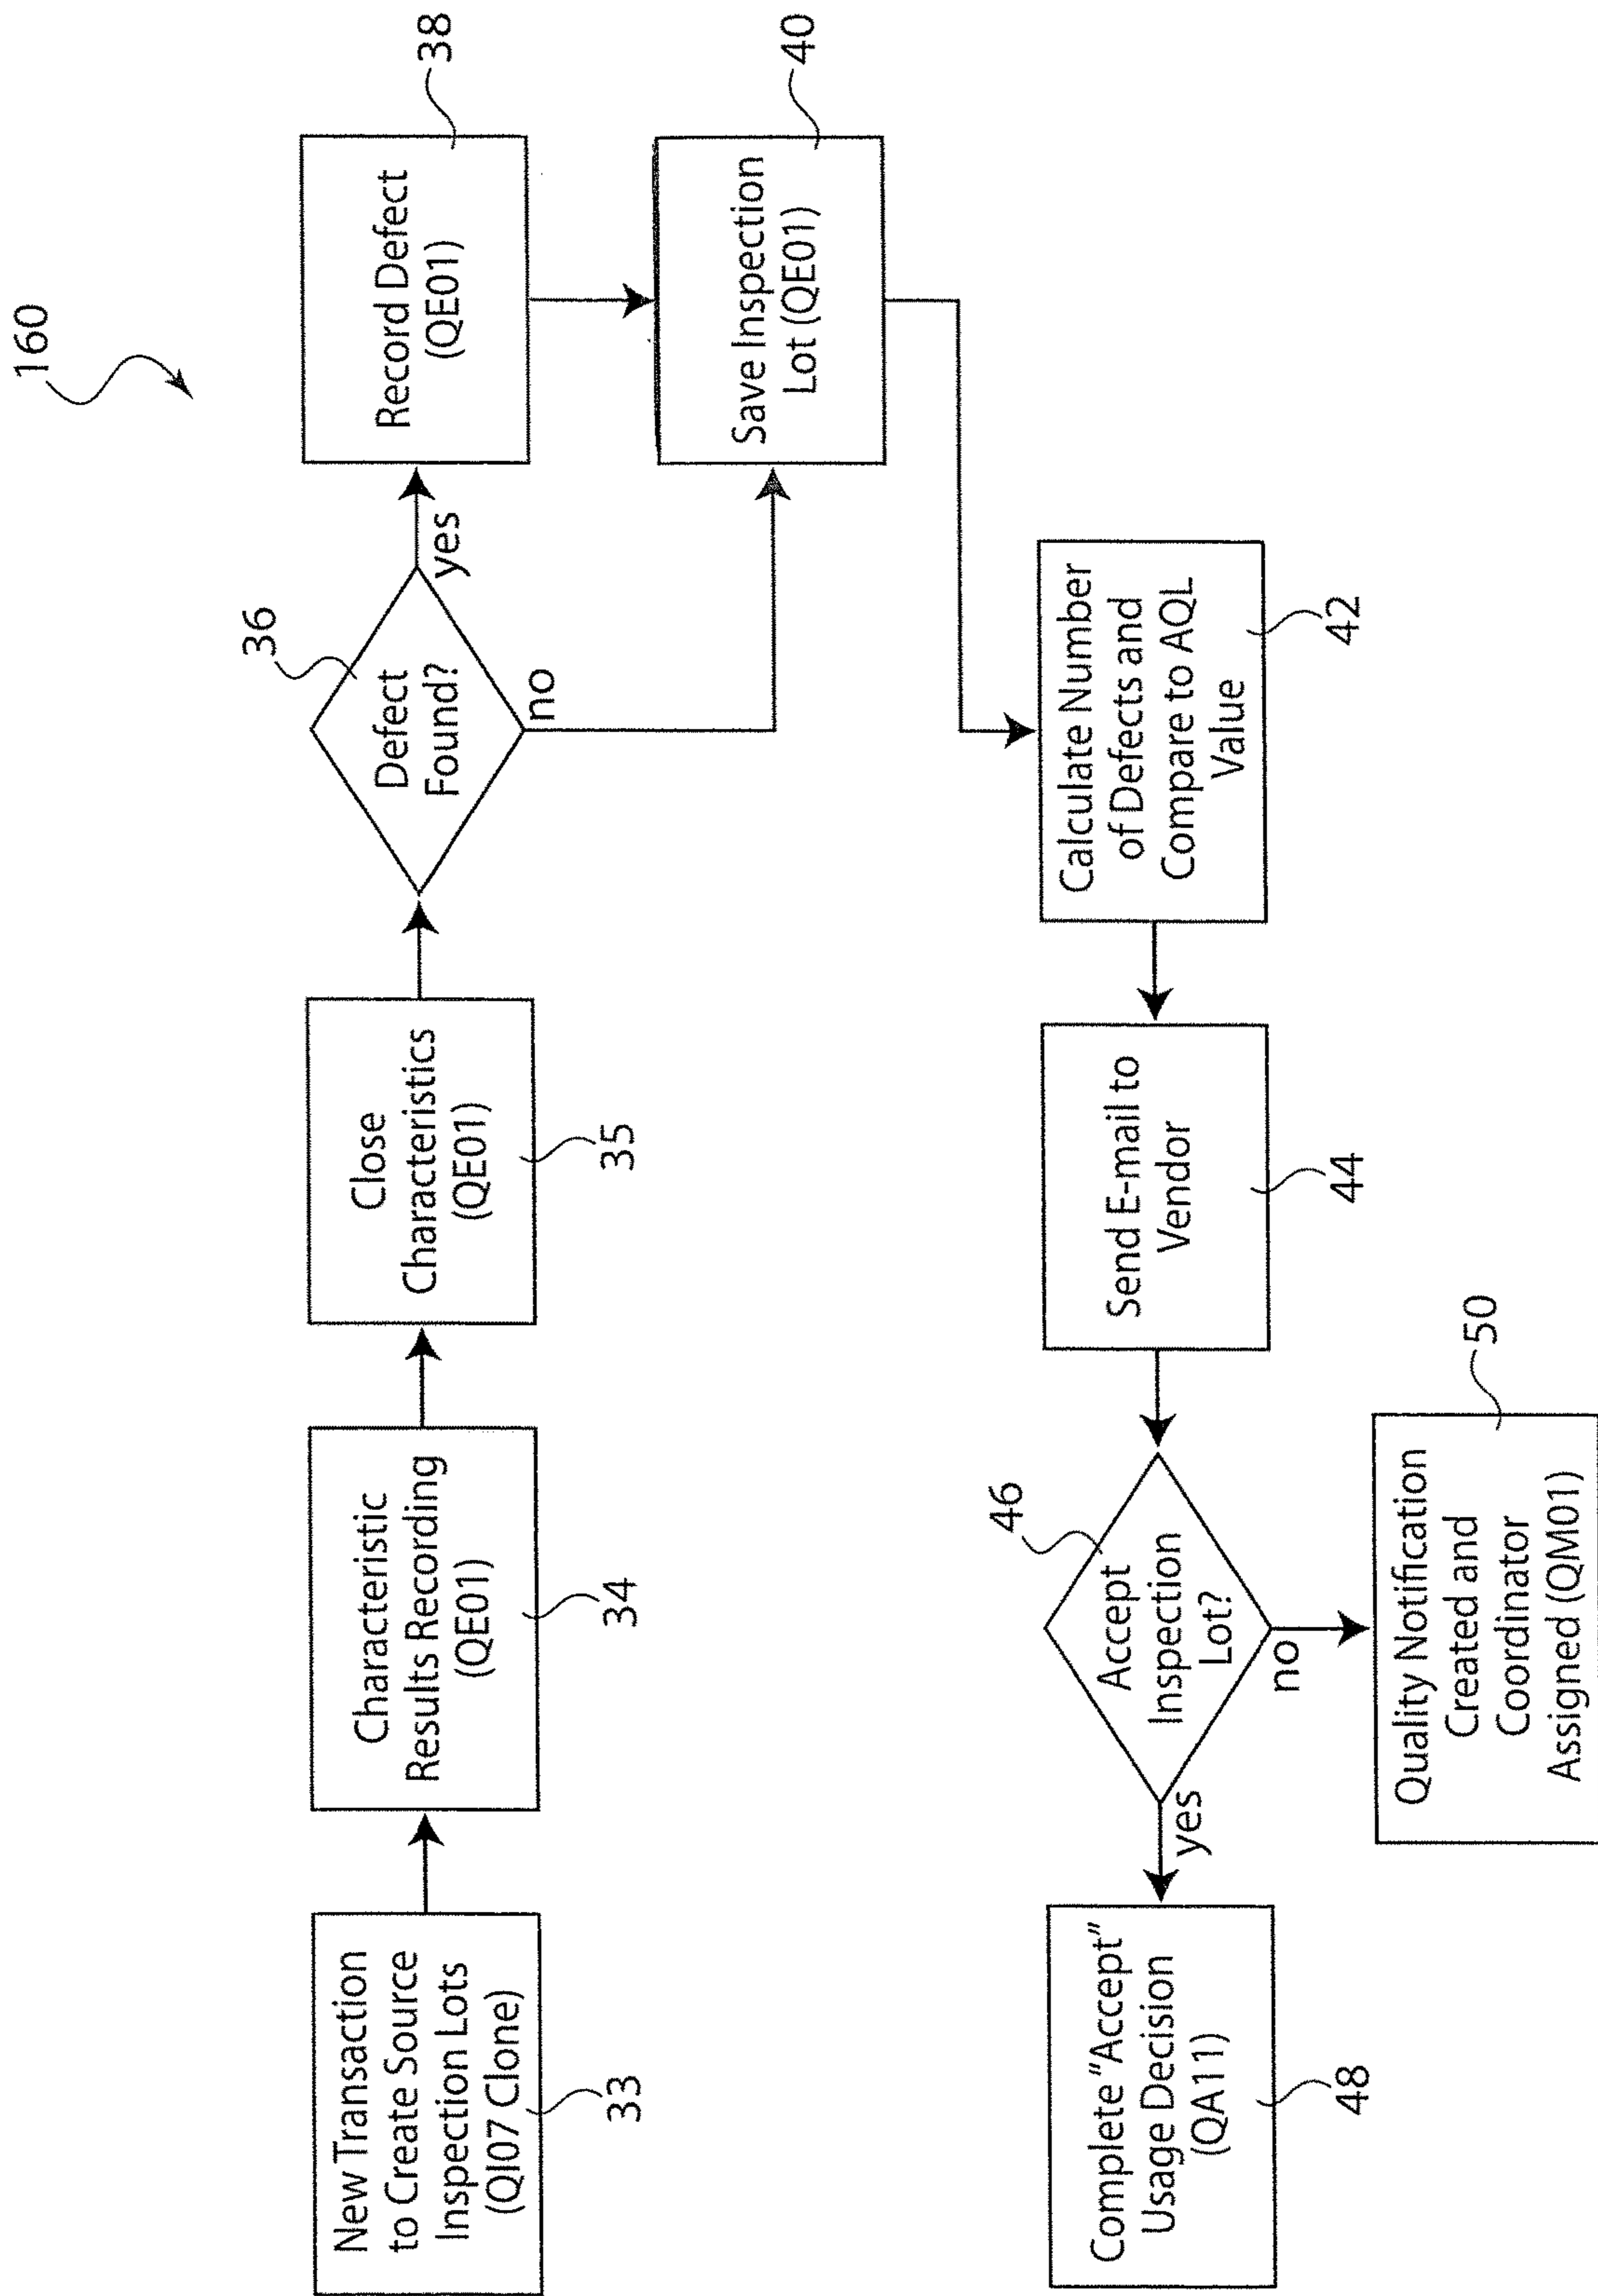 160
New Transaction
to Create Source
Inspection Lots
(QI07 Clone)
33
Characteristic
Results Recording
(QE01)
34
Close
Characteristics
(QE01)
35
36
Defect
Found?
yes
no
Record Defect
(QE01)
38
Save Inspection
Lot (QE01)
40
Calculate Number
of Defects and
Compare to AQL
Value
42
Send E-mail to
Vendor
44
46
Accept
Inspection
Lot?
yes
no
Complete “Accept”
Usage Decision
(QA11)
48
Quality Notification
Created and
Coordinator
Assigned (QM01)
50